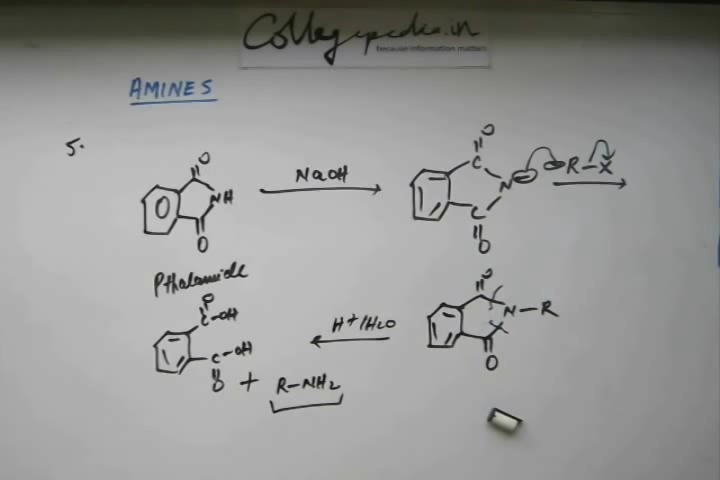 Collegepedia.in
because information matters
AMINES
5.
O
NH
O
NaOH
O
C
N
C
O
R-X
Pthalamide
O
C-OH
C-OH
O
+ R-NH2
H+/H2O
O
N-R
O